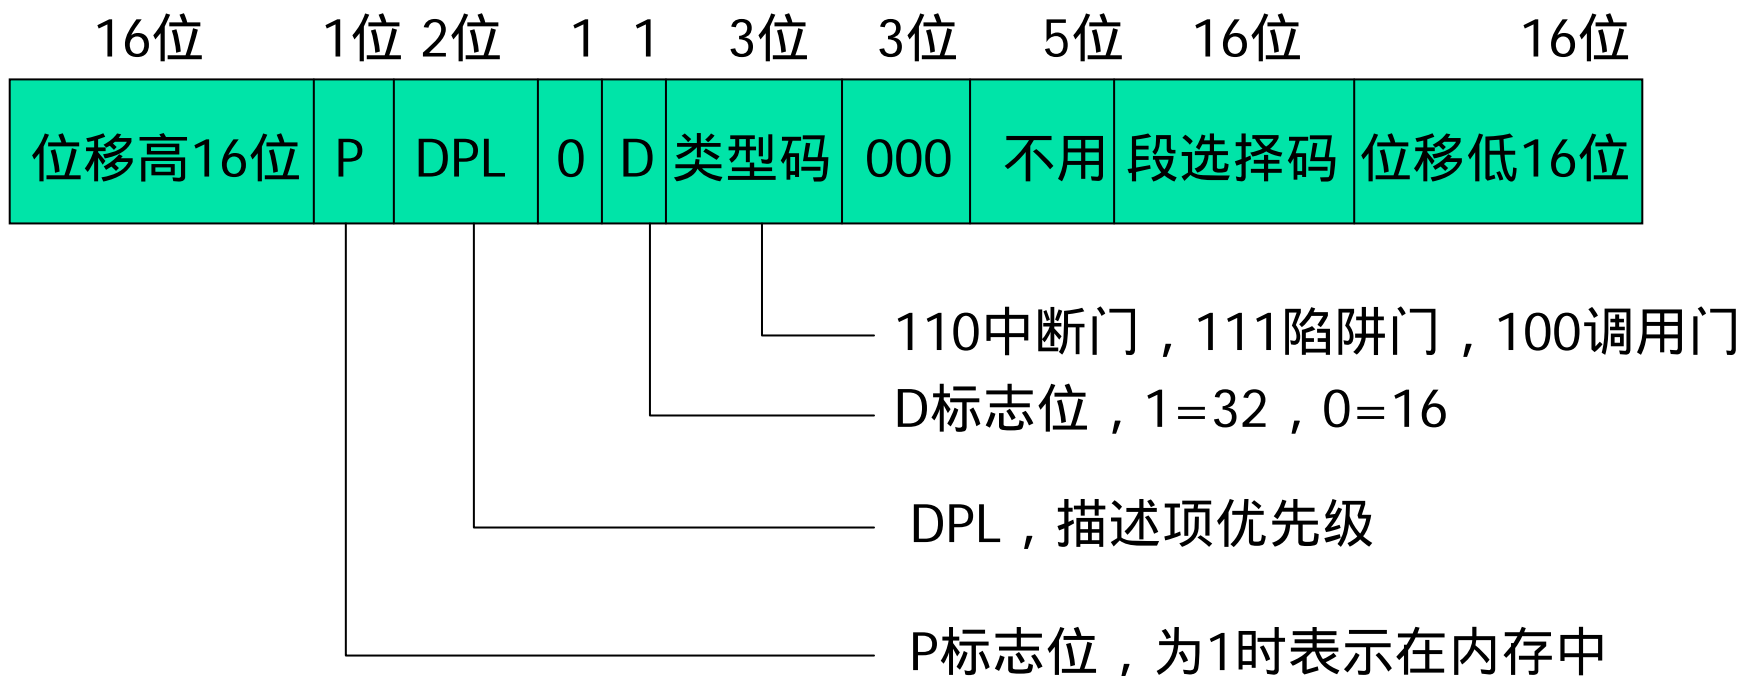 16位 1位 2位 1 1 3位 3位 5位 16位 16位
位移高16位 P DPL 0 D 类型码 000 不用 段选择码 位移低16位
110中断门，111陷阱门，100调用门
D标志位，1=32，0=16
DPL，描述项优先级
P标志位，为1时表示在内存中